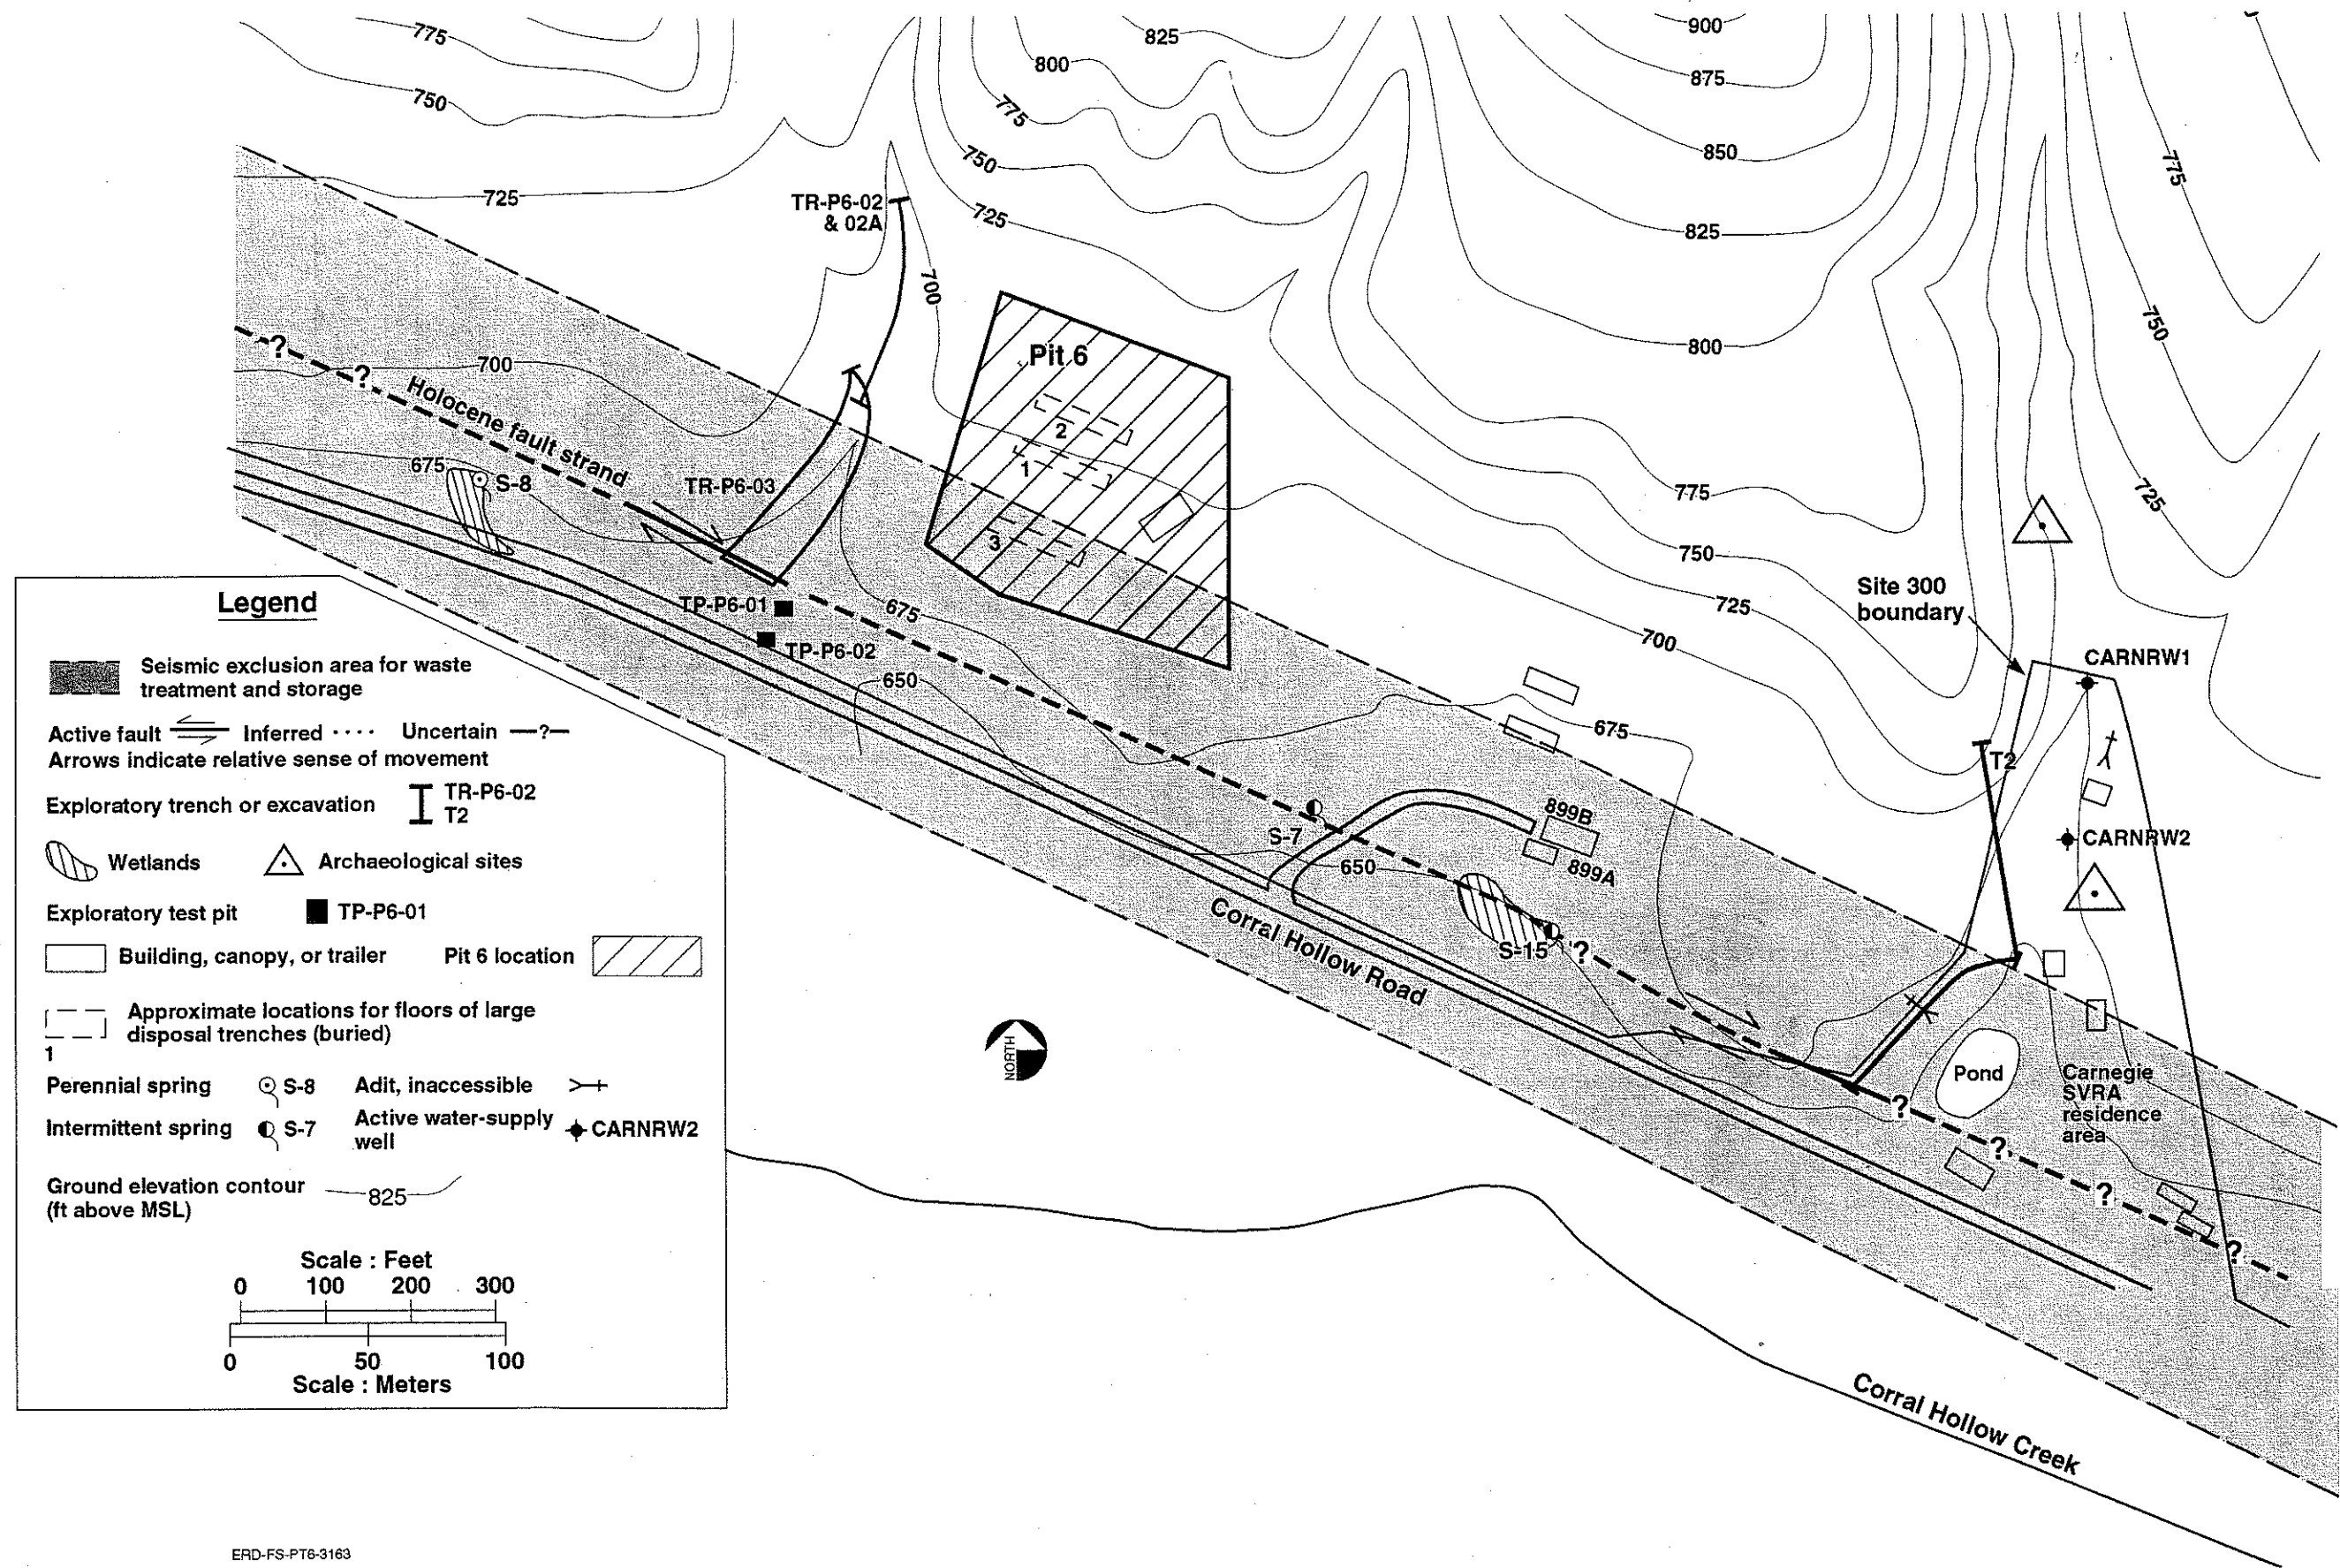 775
825
900
800
875
750
775
850
750
775
725
TR-P6-02
& 02A
725
825
700
750
800
Pit 6
?
?
700
Holocene fault strand
2
1
675
S-8
TR-P6-03
775
725
3
750
Site 300
boundary
TP-P6-01
675
725
700
TP-P6-02
650
CARNRW1
675
T2
899B
S-7
CARNRW2
650
899A
Corral Hollow Road
S-15
?
Pond
Carnegie
SVRA
residence
area
?
?
?
?
NORTH
Corral Hollow Creek
Legend
Seismic exclusion area for waste
treatment and storage
Active fault Inferred Uncertain —?—
Arrows indicate relative sense of movement
Exploratory trench or excavation TR-P6-02
T2
Wetlands Archaeological sites
Exploratory test pit TP-P6-01
Building, canopy, or trailer Pit 6 location
Approximate locations for floors of large
disposal trenches (buried)
1
Perennial spring S-8 Adit, inaccessible
Intermittent spring S-7 Active water-supply
well CARNRW2
Ground elevation contour
(ft above MSL) 825
Scale : Feet
0 100 200 300
0 50 100
Scale : Meters
ERD-FS-PT6-3163